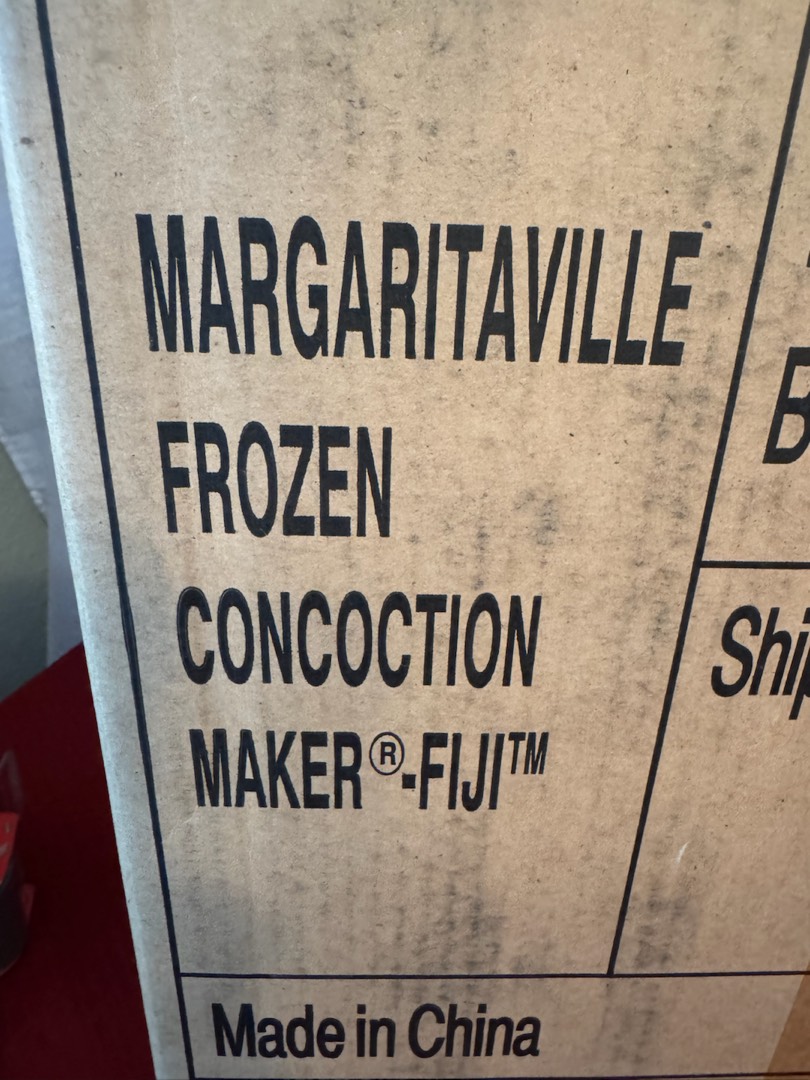 MARGARITAVILLE
FROZEN
CONCOCTION
MAKER®-FIJI™
Made in China